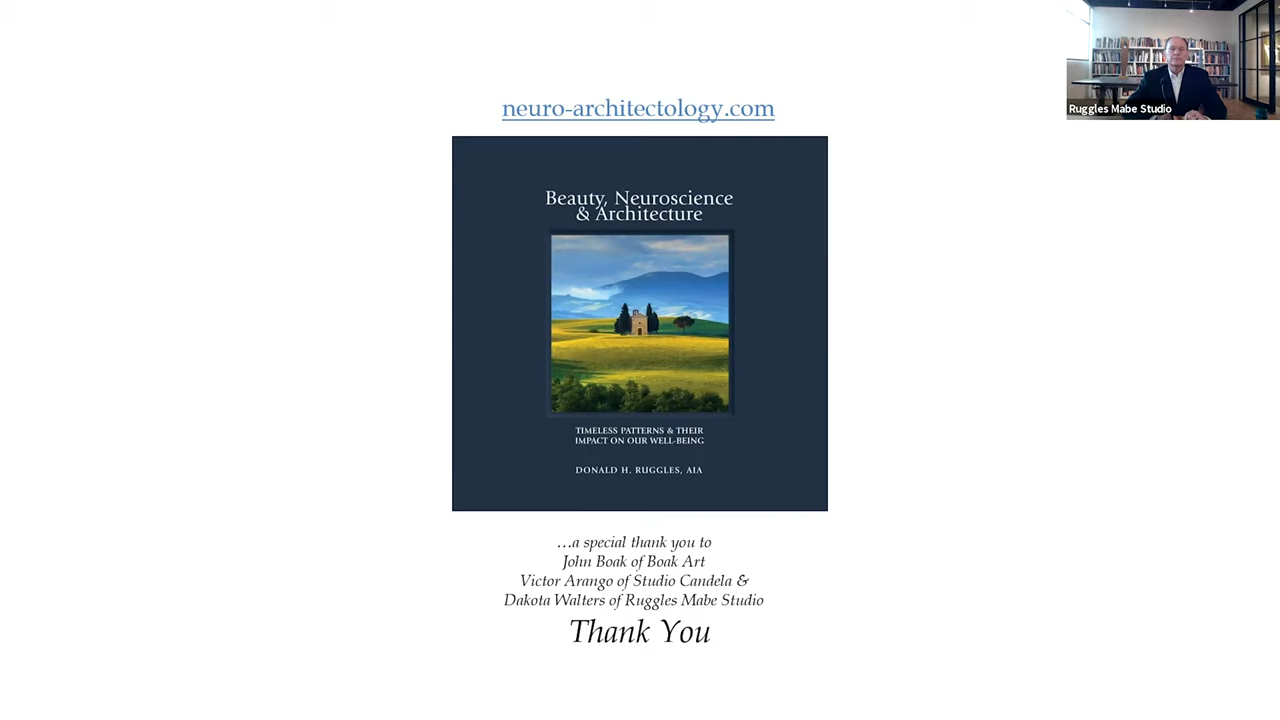 neuro-architectology.com
Ruggles Mabe Studio
Beauty, Neuroscience
& Architecture
TIMELESS PATTERNS & THEIR
IMPACT ON OUR WELL-BEING
DONALD H. RUGGLES, AIA
...a special thank you to
John Boak of Boak Art
Victor Arango of Studio Candela &
Dakota Walters of Ruggles Mabe Studio
Thank You